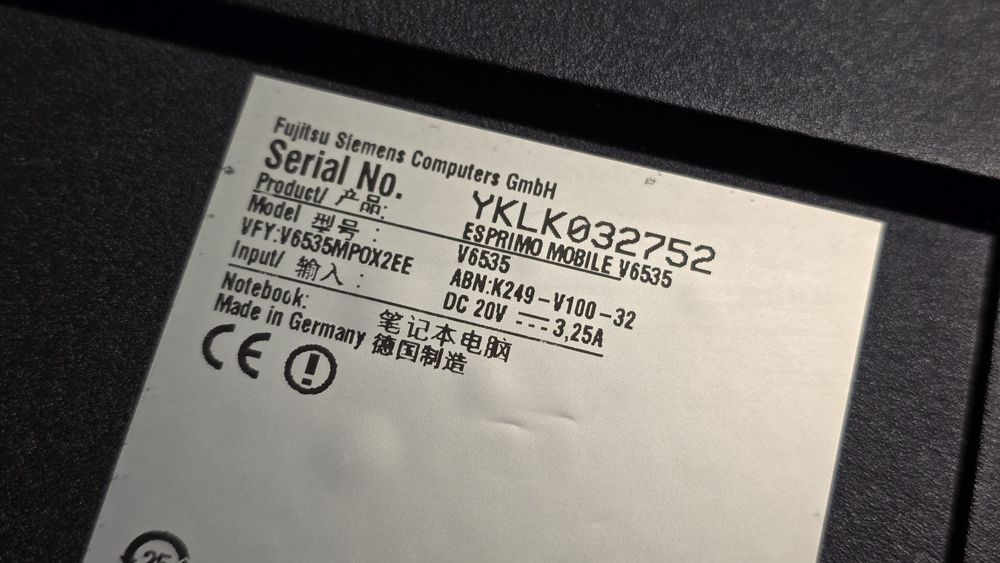 Fujitsu Siemens Computers GmbH
Serial No. YKLK032752
Product/ 产品: ESPRIMO MOBILE V6535
Model 型号 : V6535
VFY:V6535MPOX2EE ABN:K249-V100-32
Input/ 输入 : DC 20V 3,25A
Notebook: 笔记本电脑
Made in Germany 德国制造
CE
25